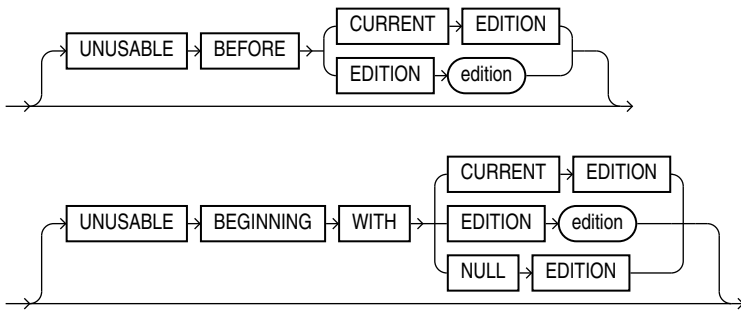 CURRENT EDITION
UNUSABLE BEFORE
EDITION edition
CURRENT EDITION
UNUSABLE BEGINNING WITH EDITION edition
NULL EDITION